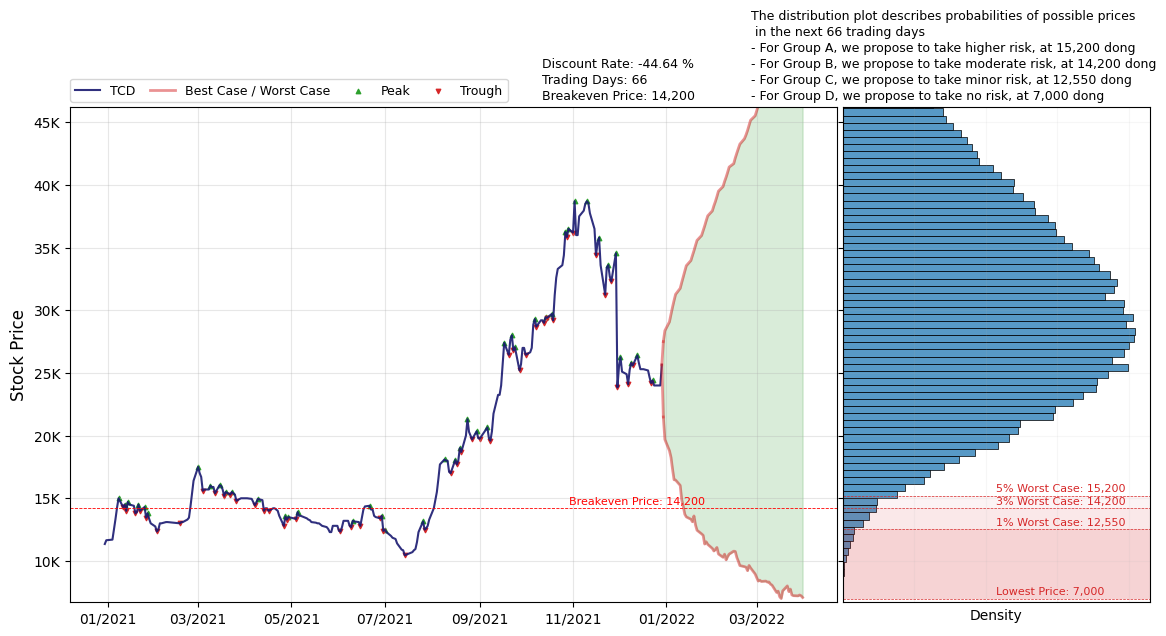 The distribution plot describes probabilities of possible prices
in the next 66 trading days
- For Group A, we propose to take higher risk, at 15,200 dong
- For Group B, we propose to take moderate risk, at 14,200 dong
- For Group C, we propose to take minor risk, at 12,550 dong
- For Group D, we propose to take no risk, at 7,000 dong
Discount Rate: -44.64 %
Trading Days: 66
Breakeven Price: 14,200
TCD Best Case / Worst Case Peak Trough
Stock Price
45K
40K
35K
30K
25K
20K
15K
10K
Breakeven Price: 14,200
01/2021 03/2021 05/2021 07/2021 09/2021 11/2021 01/2022 03/2022
5% Worst Case: 15,200
3% Worst Case: 14,200
1% Worst Case: 12,550
Lowest Price: 7,000
Density